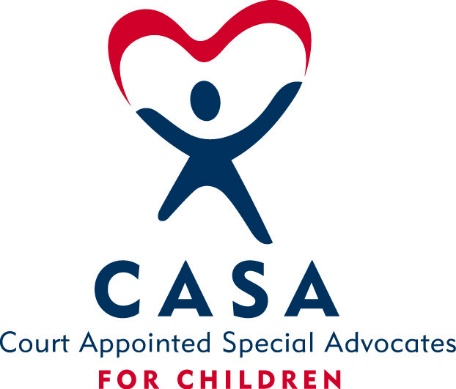 CASA
Court Appointed Special Advocates
FOR CHILDREN